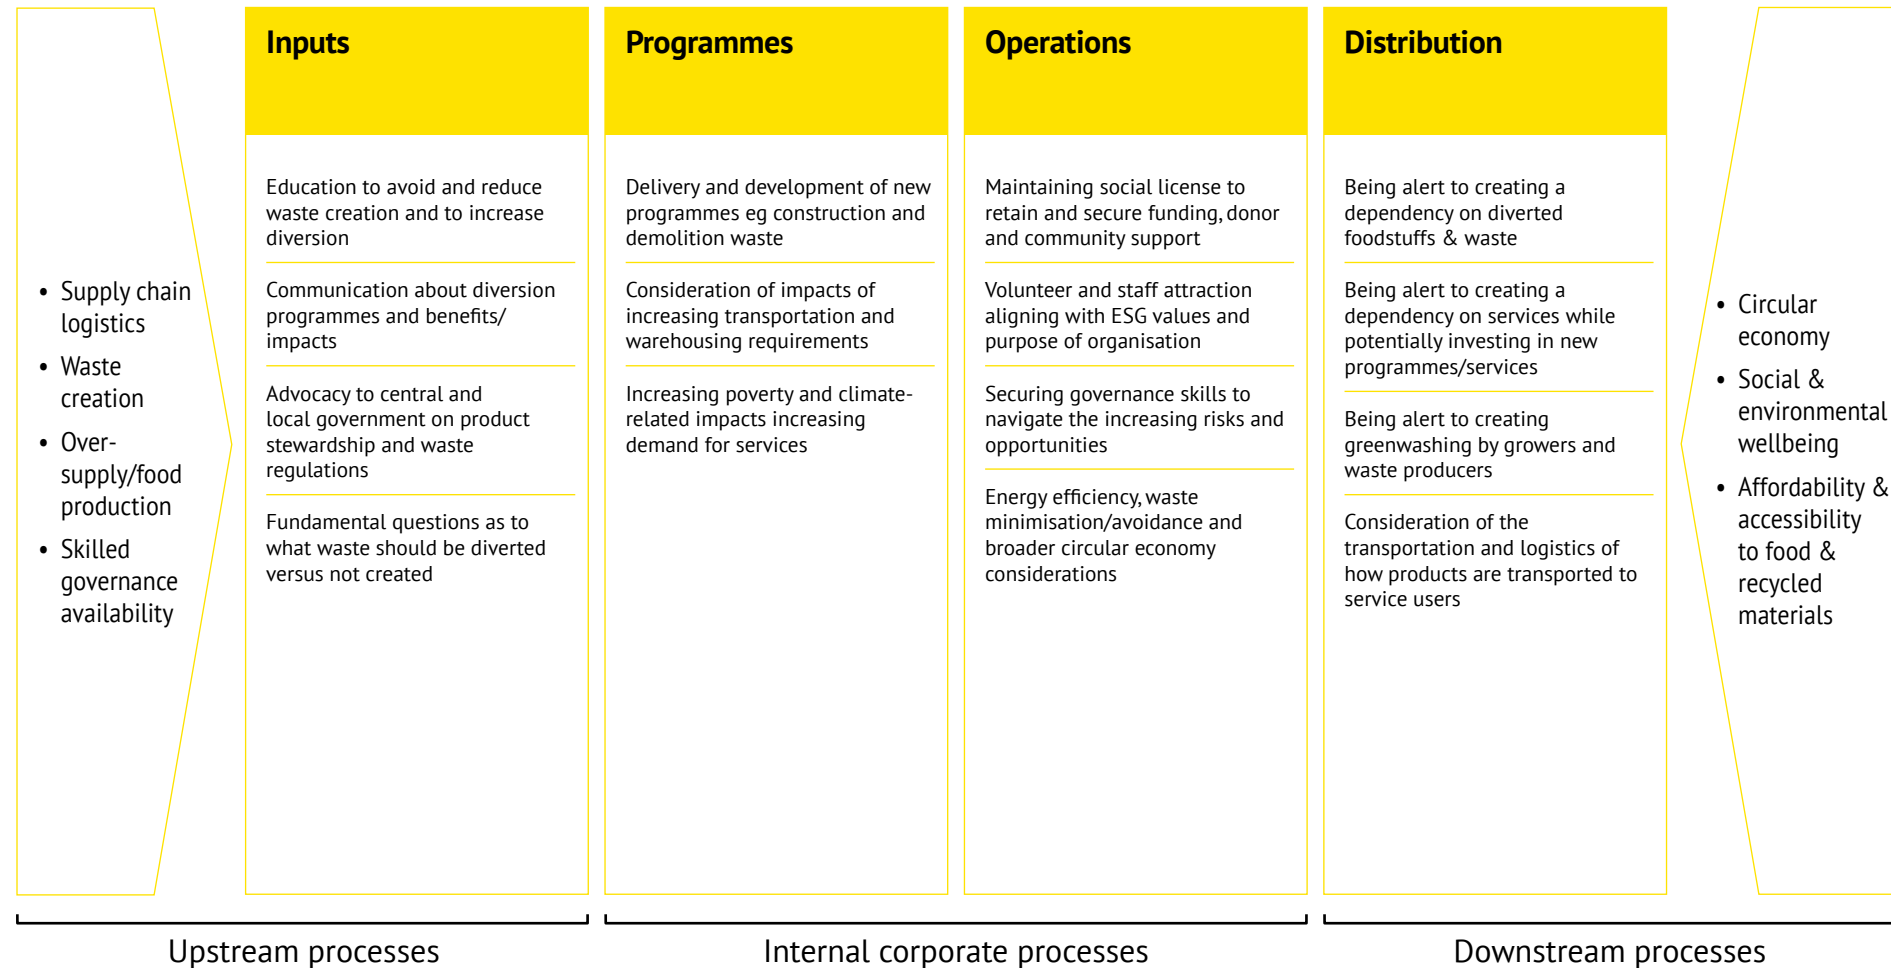 • Supply chain
logistics
• Waste
creation
• Over-
supply/food
production
• Skilled
governance
availability
Inputs
Education to avoid and reduce
waste creation and to increase
diversion
Communication about diversion
programmes and benefits/
impacts
Advocacy to central and
local government on product
stewardship and waste
regulations
Fundamental questions as to
what waste should be diverted
versus not created
Programmes
Delivery and development of new
programmes eg construction and
demolition waste
Consideration of impacts of
increasing transportation and
warehousing requirements
Increasing poverty and climate-
related impacts increasing
demand for services
Operations
Maintaining social license to
retain and secure funding, donor
and community support
Volunteer and staff attraction
aligning with ESG values and
purpose of organisation
Securing governance skills to
navigate the increasing risks and
opportunities
Energy efficiency, waste
minimisation/avoidance and
broader circular economy
considerations
Distribution
Being alert to creating a
dependency on diverted
foodstuffs & waste
Being alert to creating a
dependency on services while
potentially investing in new
programmes/services
Being alert to creating
greenwashing by growers and
waste producers
Consideration of the
transportation and logistics of
how products are transported to
service users
• Circular
economy
• Social &
environmental
wellbeing
• Affordability &
accessibility
to food &
recycled
materials
Upstream processes
Internal corporate processes
Downstream processes